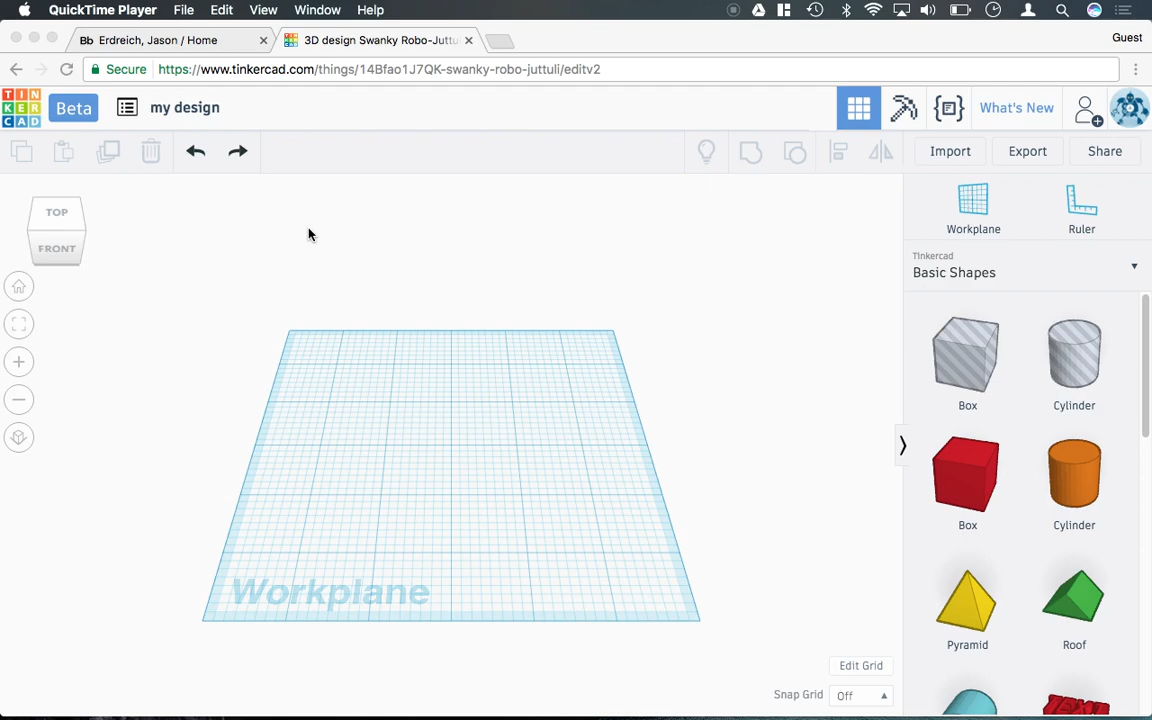 QuickTime Player File Edit View Window Help
Bb Erdreich, Jason / Home
3D design Swanky Robo-Juttu
Guest
Secure https://www.tinkercad.com/things/14Bfao1J7QK-swanky-robo-juttuli/editv2
TIN
KER
CAD
Beta
my design
What's New
Import
Export
Share
TOP
FRONT
Workplane
Ruler
Tinkercad
Basic Shapes
Box
Cylinder
Box
Cylinder
Pyramid
Roof
Workplane
Edit Grid
Snap Grid Off